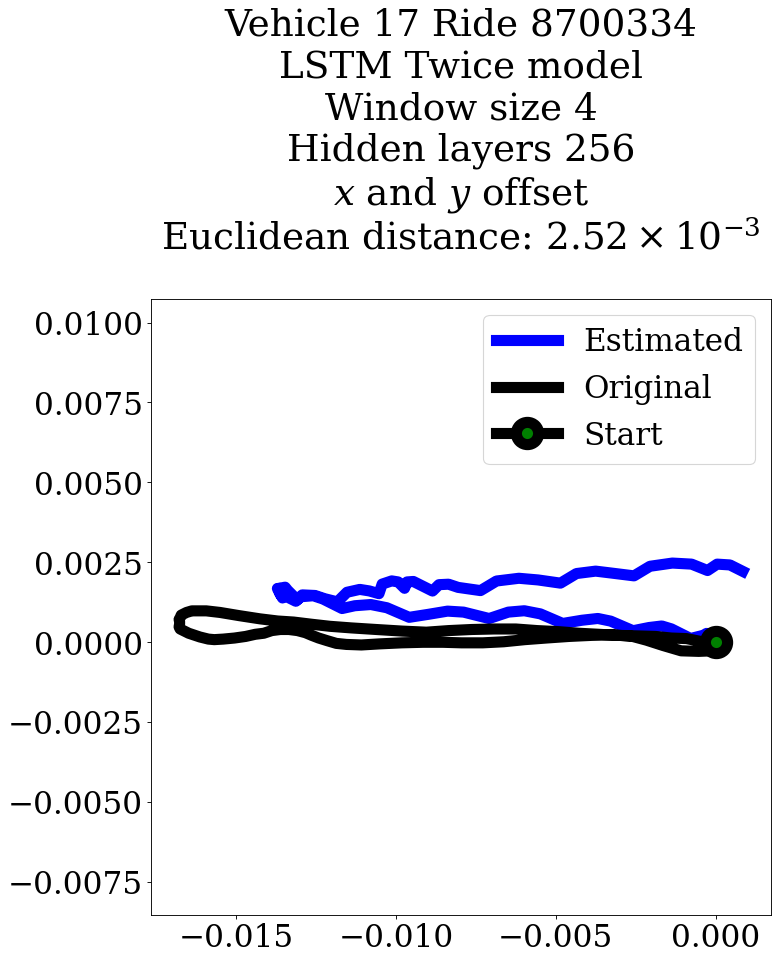 Vehicle 17 Ride 8700334
LSTM Twice model
Window size 4
Hidden layers 256
x and y offset
Euclidean distance: 2.52 × 10⁻³
Estimated
Original
Start
0.0100
0.0075
0.0050
0.0025
0.0000
−0.0025
−0.0050
−0.0075
−0.015 −0.010 −0.005 0.000